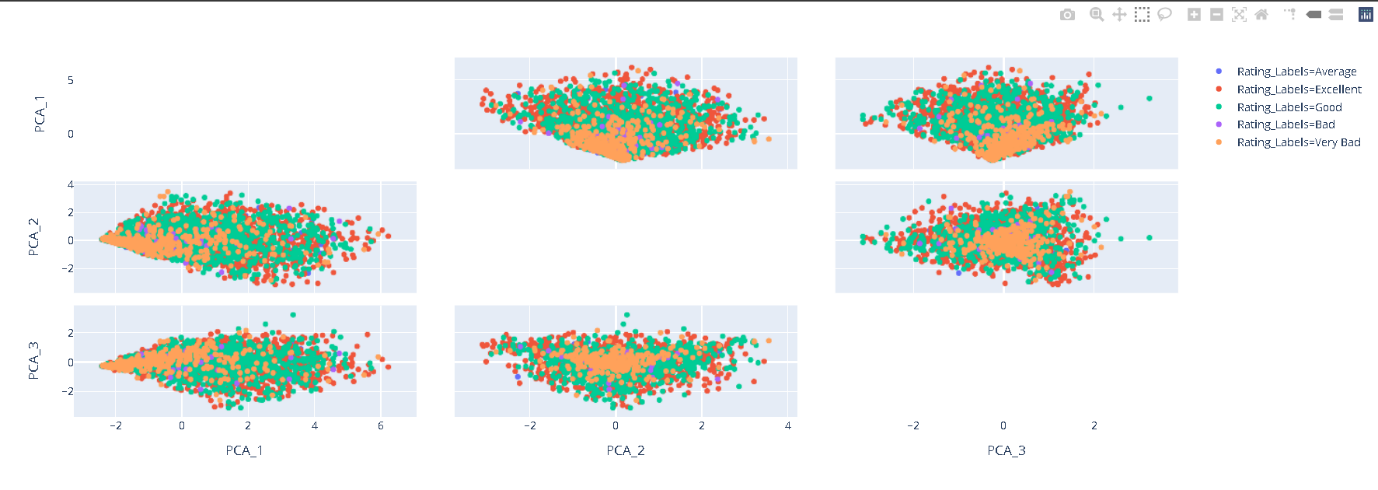 PCA_1
5
0
Rating_Labels=Average
Rating_Labels=Excellent
Rating_Labels=Good
Rating_Labels=Bad
Rating_Labels=Very Bad
PCA_2
4
2
0
−2
PCA_3
2
0
−2
−2 0 2 4 6
−2 0 2 4
−2 0 2
PCA_1 PCA_2 PCA_3